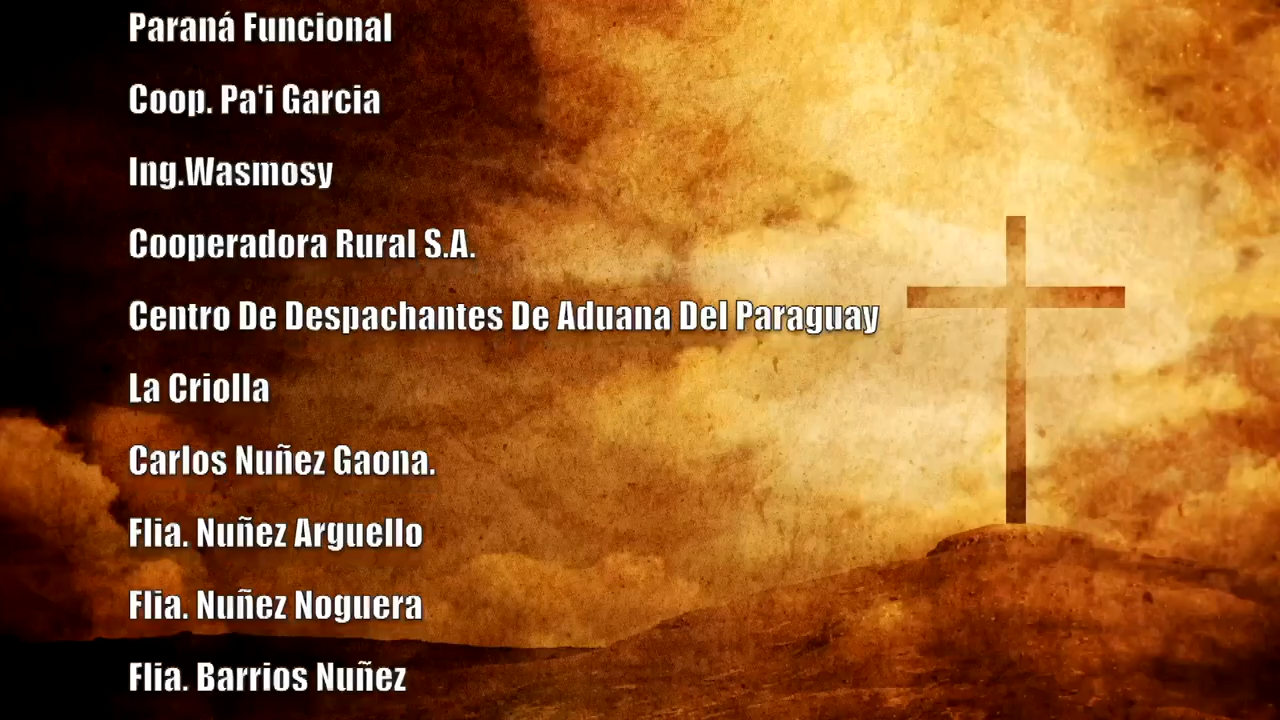 Paraná Funcional
Coop. Pa'i Garcia
Ing.Wasmosy
Cooperadora Rural S.A.
Centro De Despachantes De Aduana Del Paraguay
La Criolla
Carlos Nuñez Gaona.
Flia. Nuñez Arguello
Flia. Nuñez Noguera
Flia. Barrios Nuñez